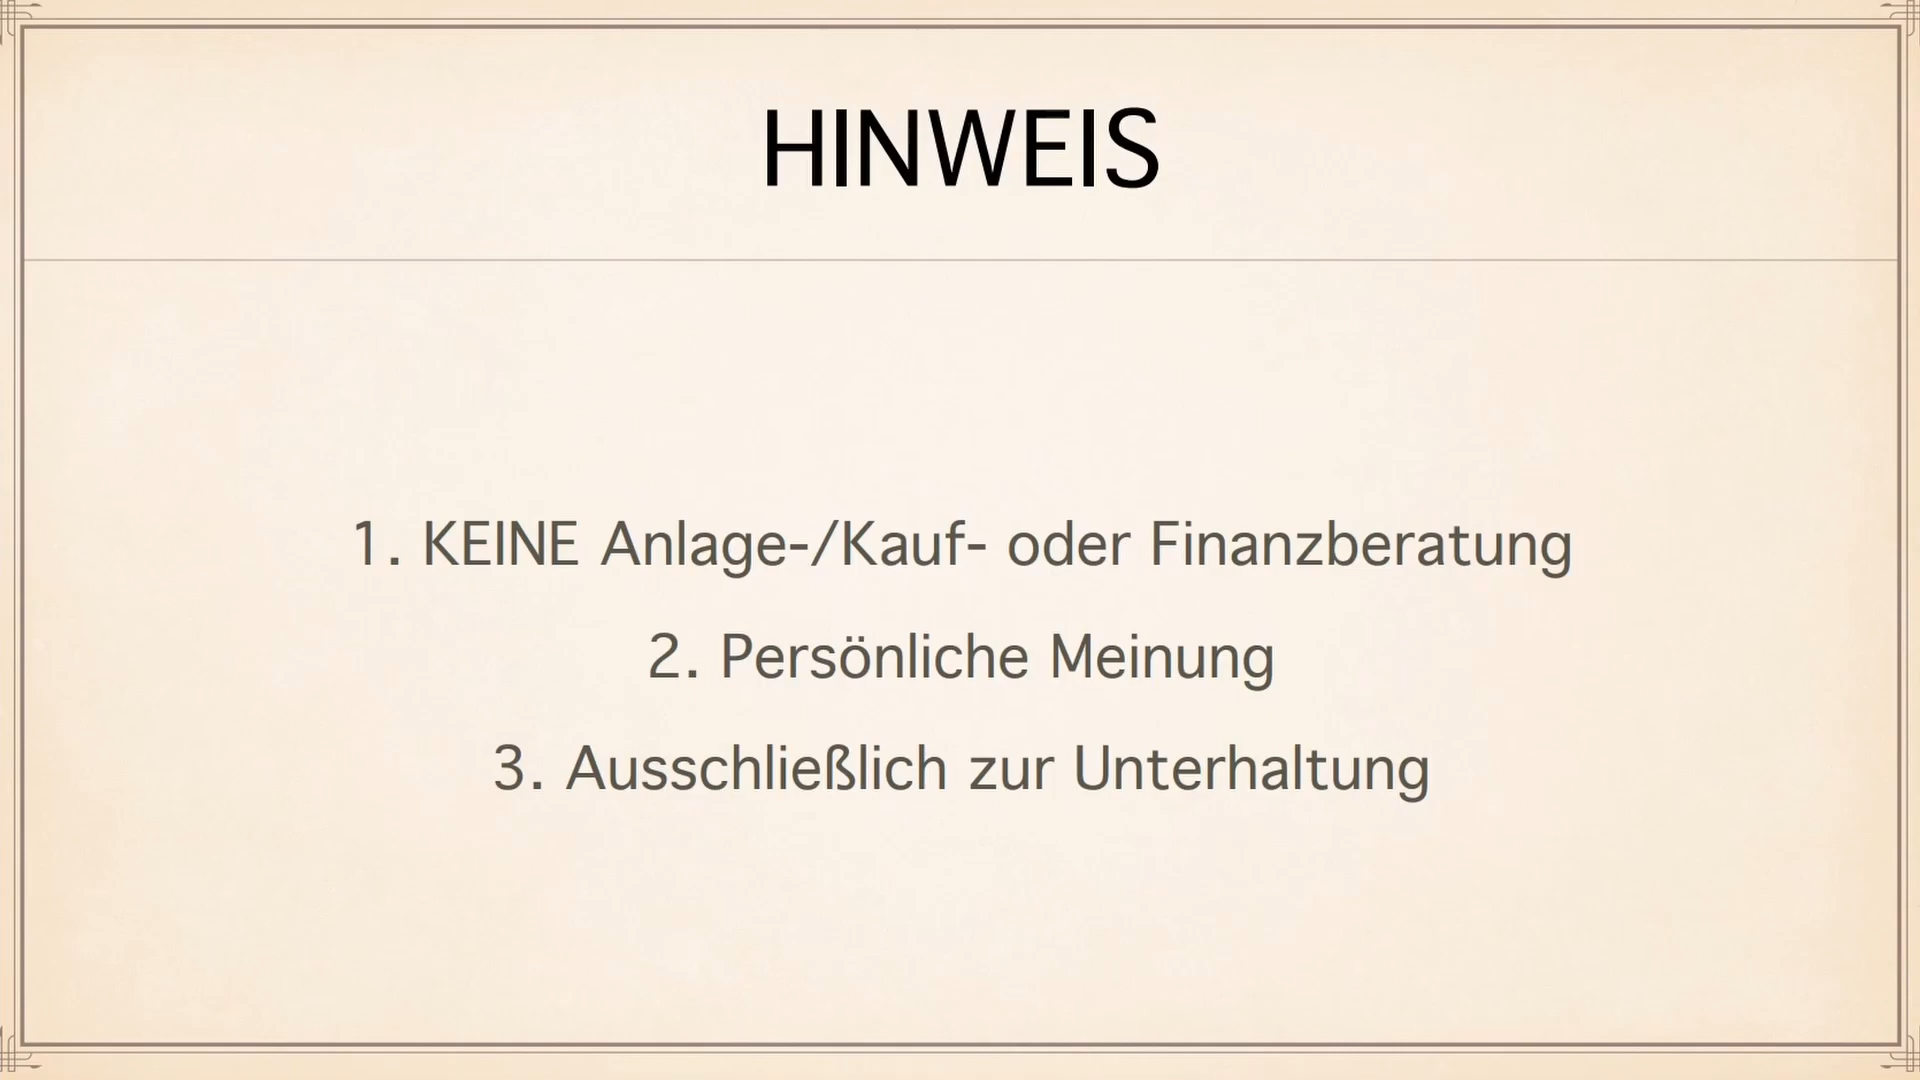 HINWEIS
1. KEINE Anlage-/Kauf- oder Finanzberatung
2. Persönliche Meinung
3. Ausschließlich zur Unterhaltung